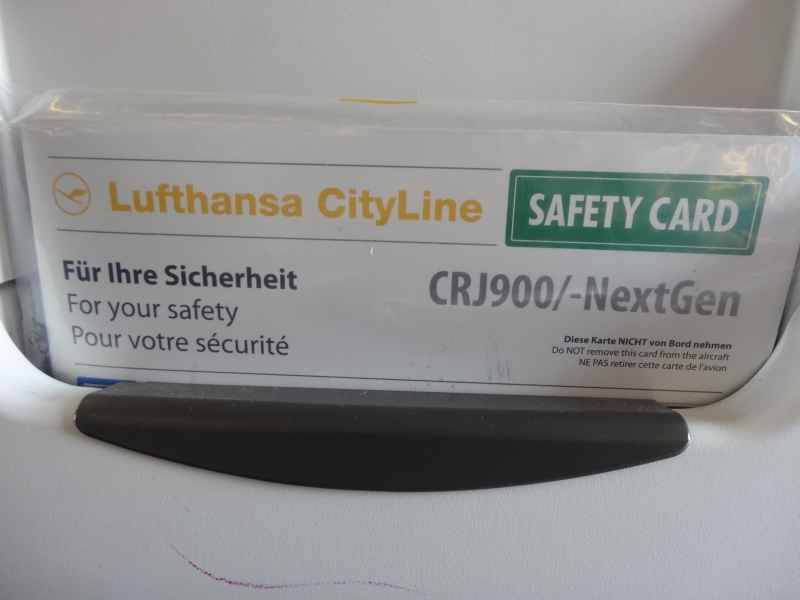 Lufthansa CityLine
SAFETY CARD
Für Ihre Sicherheit
For your safety
Pour votre sécurité
CRJ900/-NextGen
Diese Karte NICHT von Bord nehmen
Do NOT remove this card from the aircraft
NE PAS retirer cette carte de l'avion